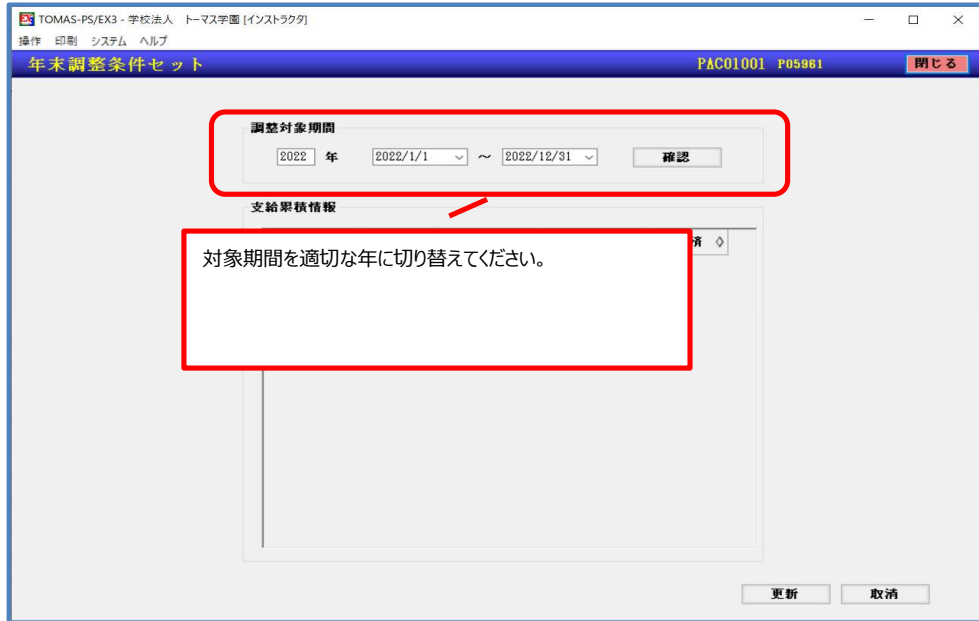 TOMAS-PS/EX3 - 学校法人　トーマス学園 [インストラクタ]
操作 印刷 システム ヘルプ
年末調整条件セット PAC01001 P05961 閉じる
調整対象期間
2022 年 2022/1/1 ～ 2022/12/31 確認
支給累積情報
済 ◇
対象期間を適切な年に切り替えてください。
更新 取消